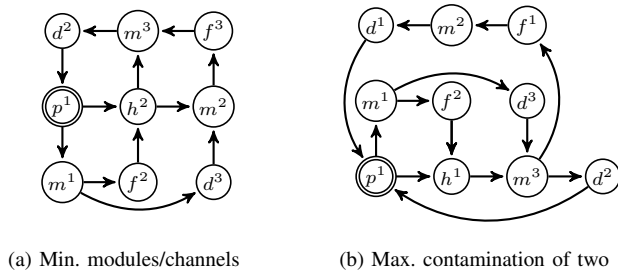 d² m³ f³ d¹ m² f¹
p¹ h² m² m¹ f² d³
m¹ f² d³ p¹ h¹ m³ d²
(a) Min. modules/channels (b) Max. contamination of two